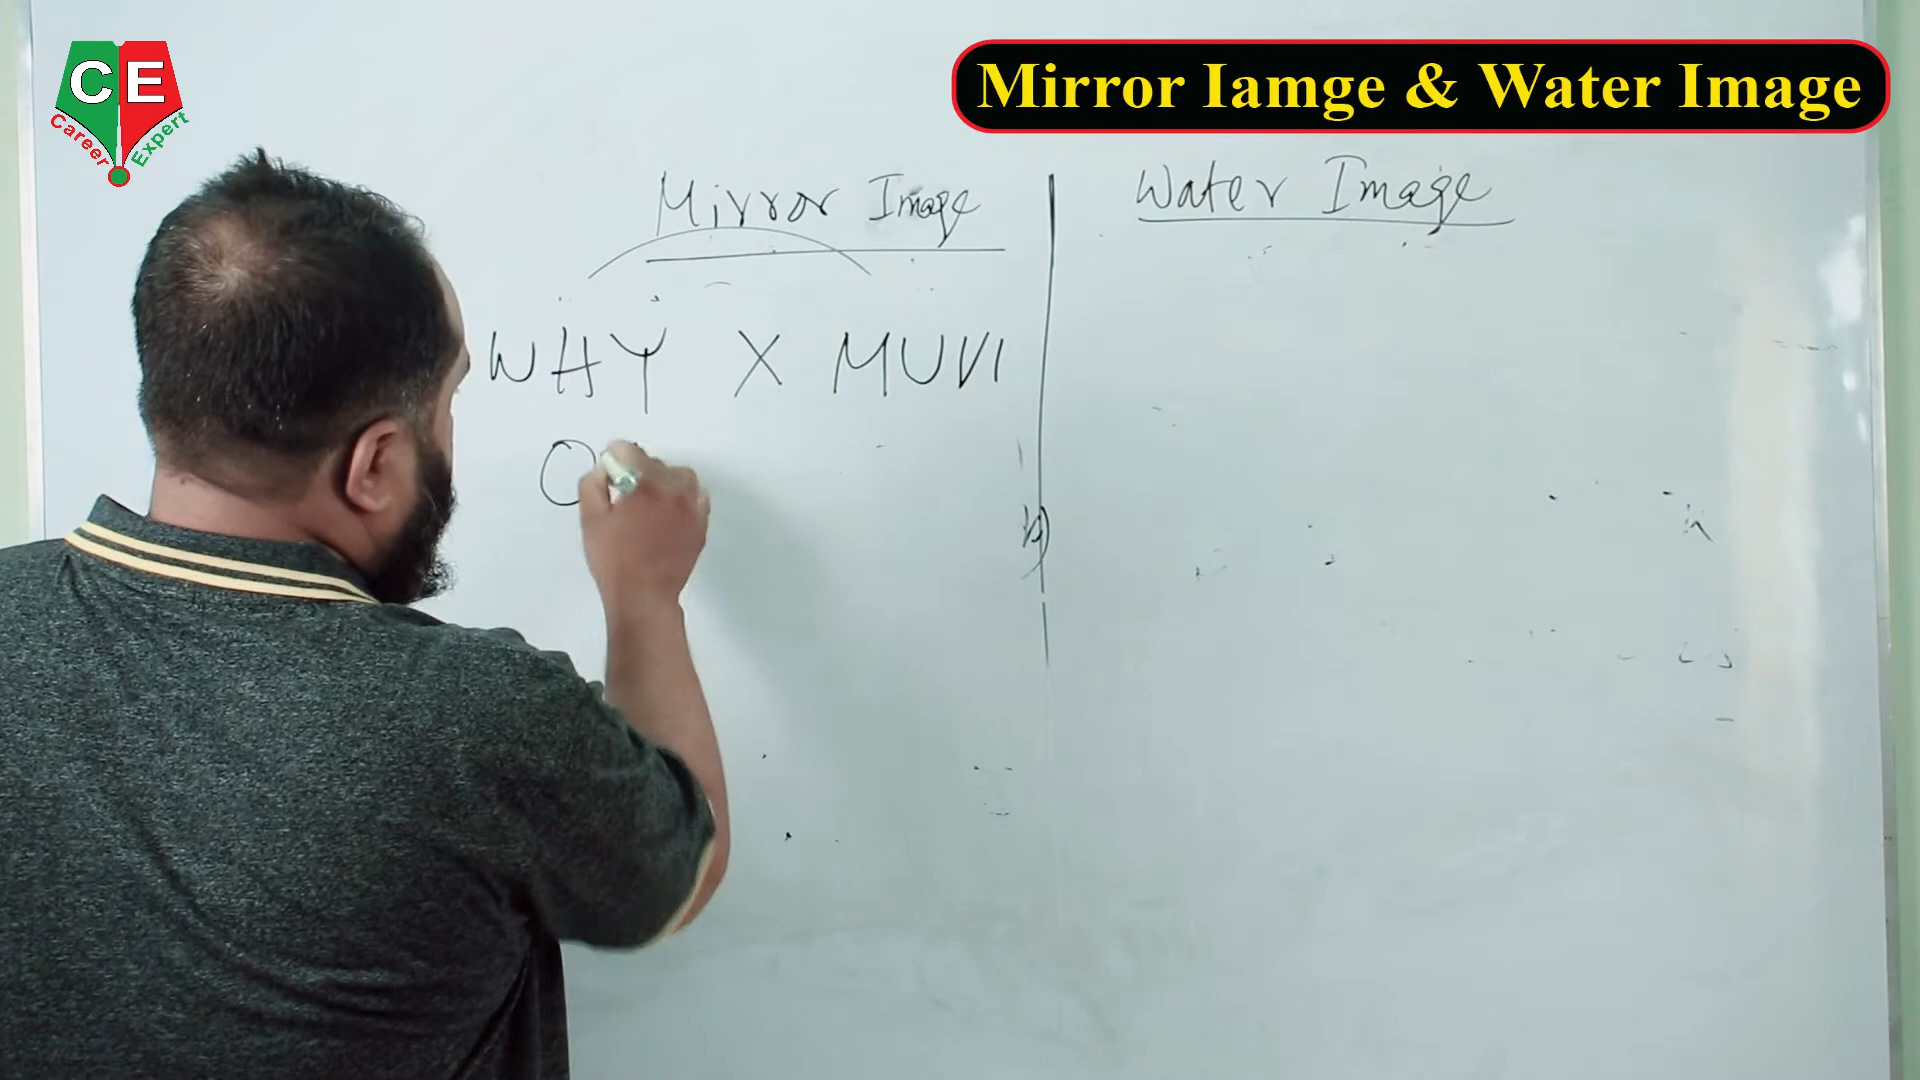 CE
Career Expert
Mirror Iamge & Water Image
Mirror Image
Water Image
WHY X MUVI
O